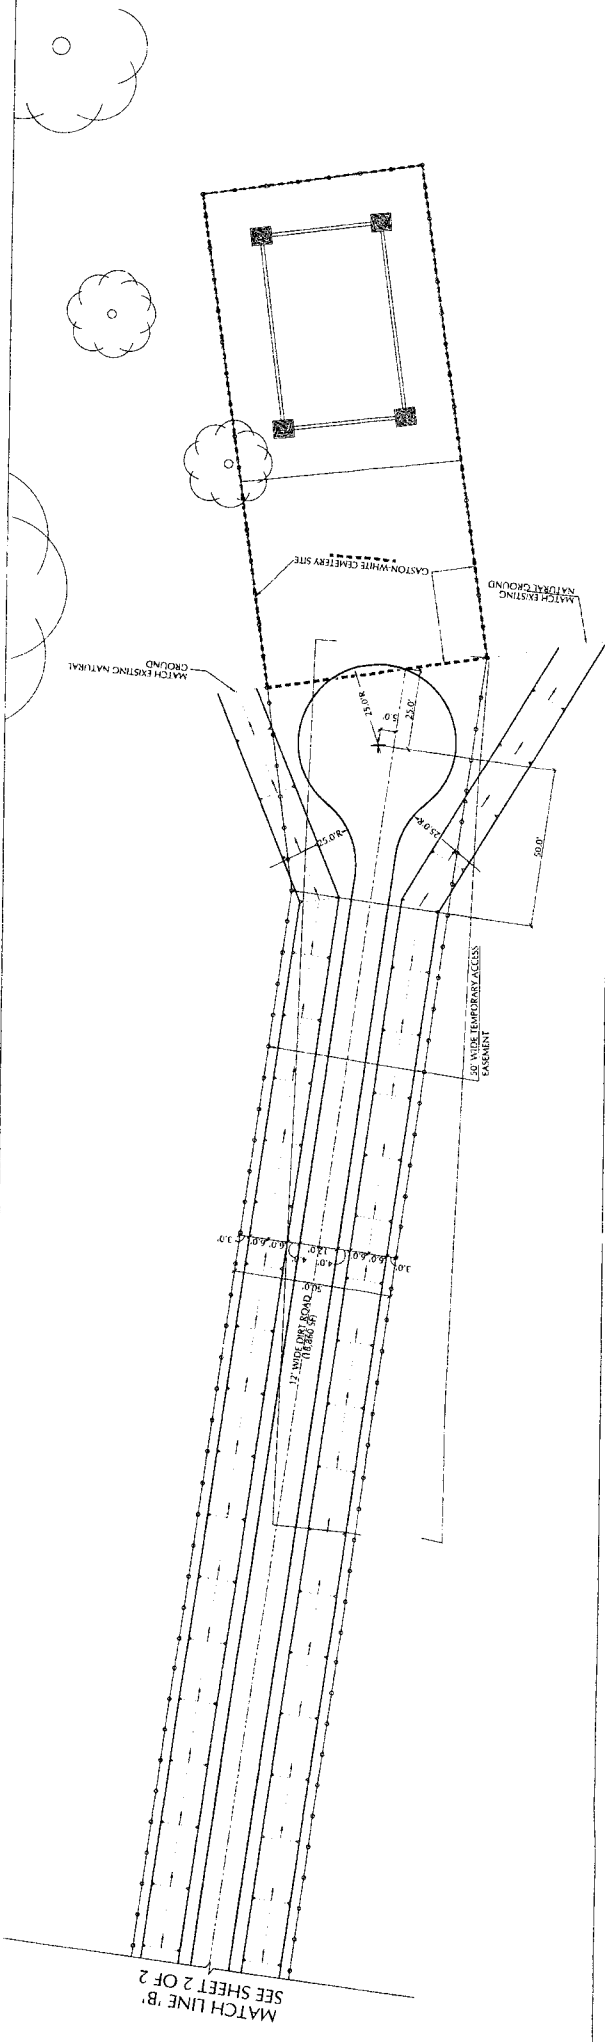 GASTON-WHITE CEMETERY SITE
MATCH EXISTING
NATURAL GROUND
MATCH EXISTING NATURAL
GROUND
25.0'R
5.0'
25.0'
25.0'R
25.0'R
50.0'
50' WIDE TEMPORARY ACCESS
EASEMENT
3.0'
6.0'
6.0'
4.0'
12.0'
4.0'
6.0'
6.0'
3.0'
50.0'
12' WIDE DIRT ROAD
(18,860 SF)
MATCH LINE 'B'
SEE SHEET 2 OF 2